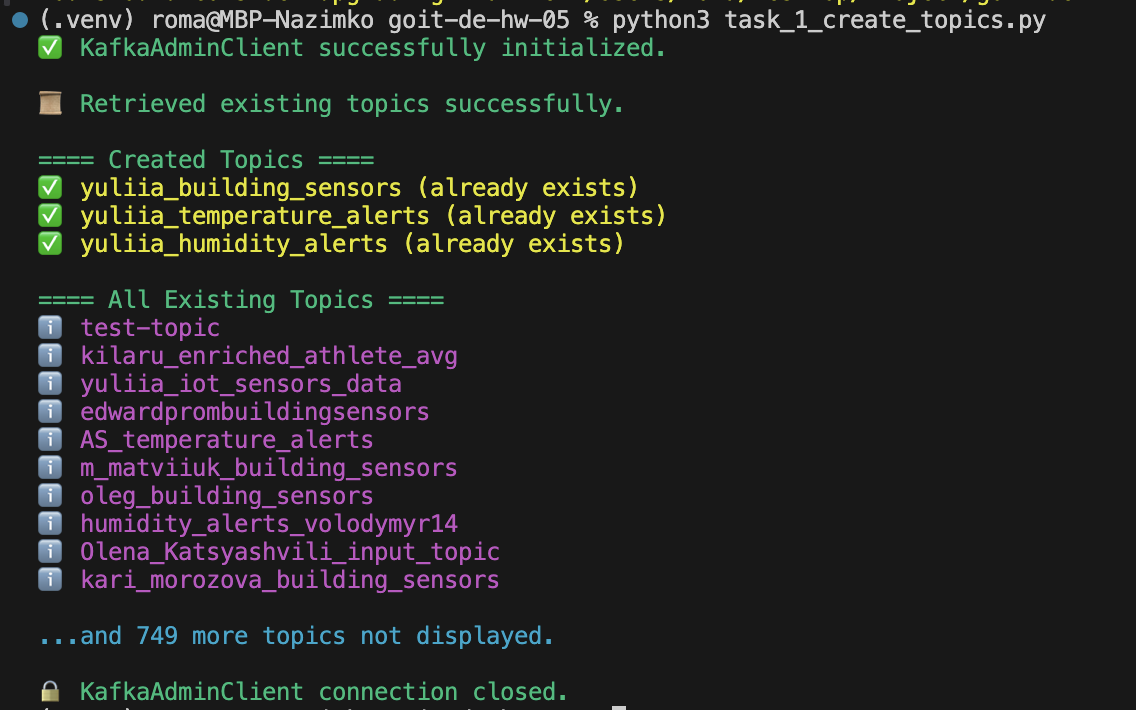 (.venv) roma@MBP-Nazimko goit-de-hw-05 % python3 task_1_create_topics.py
✅ KafkaAdminClient successfully initialized.
📜 Retrieved existing topics successfully.
==== Created Topics ====
✅ yuliia_building_sensors (already exists)
✅ yuliia_temperature_alerts (already exists)
✅ yuliia_humidity_alerts (already exists)
==== All Existing Topics ====
ℹ️ test-topic
ℹ️ kilaru_enriched_athlete_avg
ℹ️ yuliia_iot_sensors_data
ℹ️ edwardprombuildingsensors
ℹ️ AS_temperature_alerts
ℹ️ m_matviiuk_building_sensors
ℹ️ oleg_building_sensors
ℹ️ humidity_alerts_volodymyr14
ℹ️ Olena_Katsyashvili_input_topic
ℹ️ kari_morozova_building_sensors
...and 749 more topics not displayed.
🔒 KafkaAdminClient connection closed.